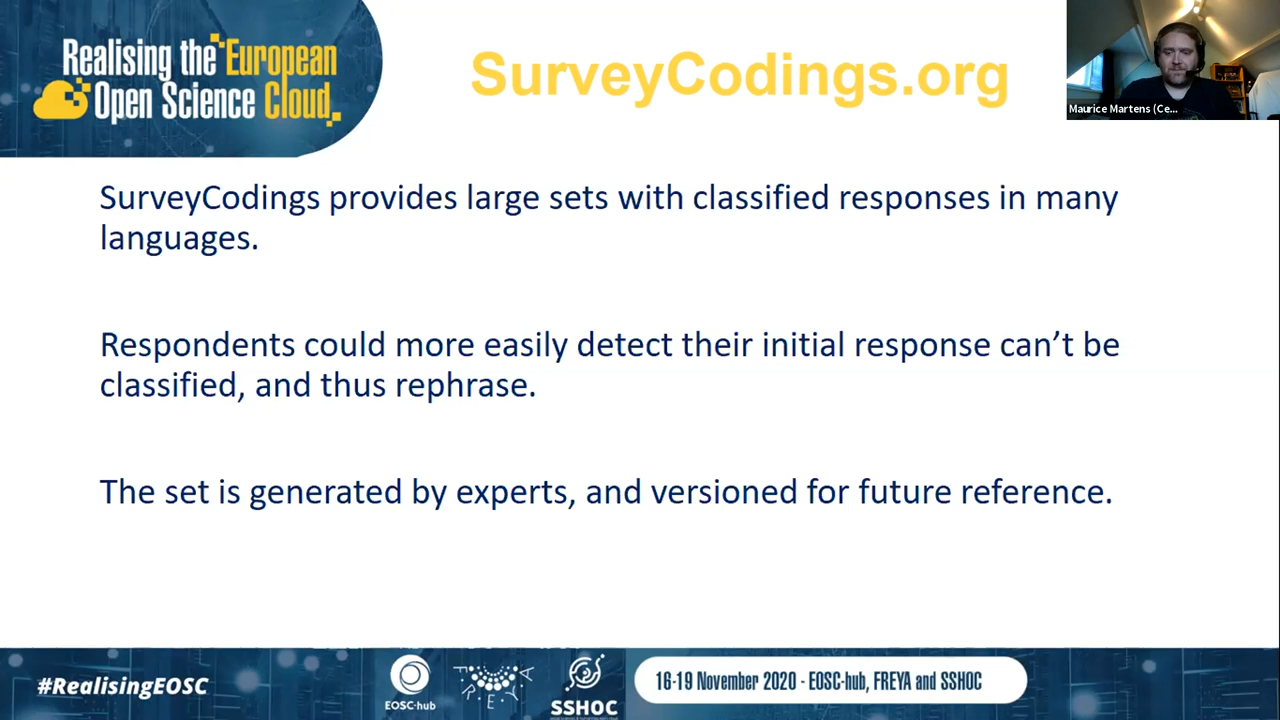 Realising the European
Open Science Cloud
SurveyCodings.org
Maurice Martens (Ce...
SurveyCodings provides large sets with classified responses in many
languages.
Respondents could more easily detect their initial response can’t be
classified, and thus rephrase.
The set is generated by experts, and versioned for future reference.
#RealisingEOSC
EOSC-hub
FREYA
SSHOC
16-19 November 2020 - EOSC-hub, FREYA and SSHOC